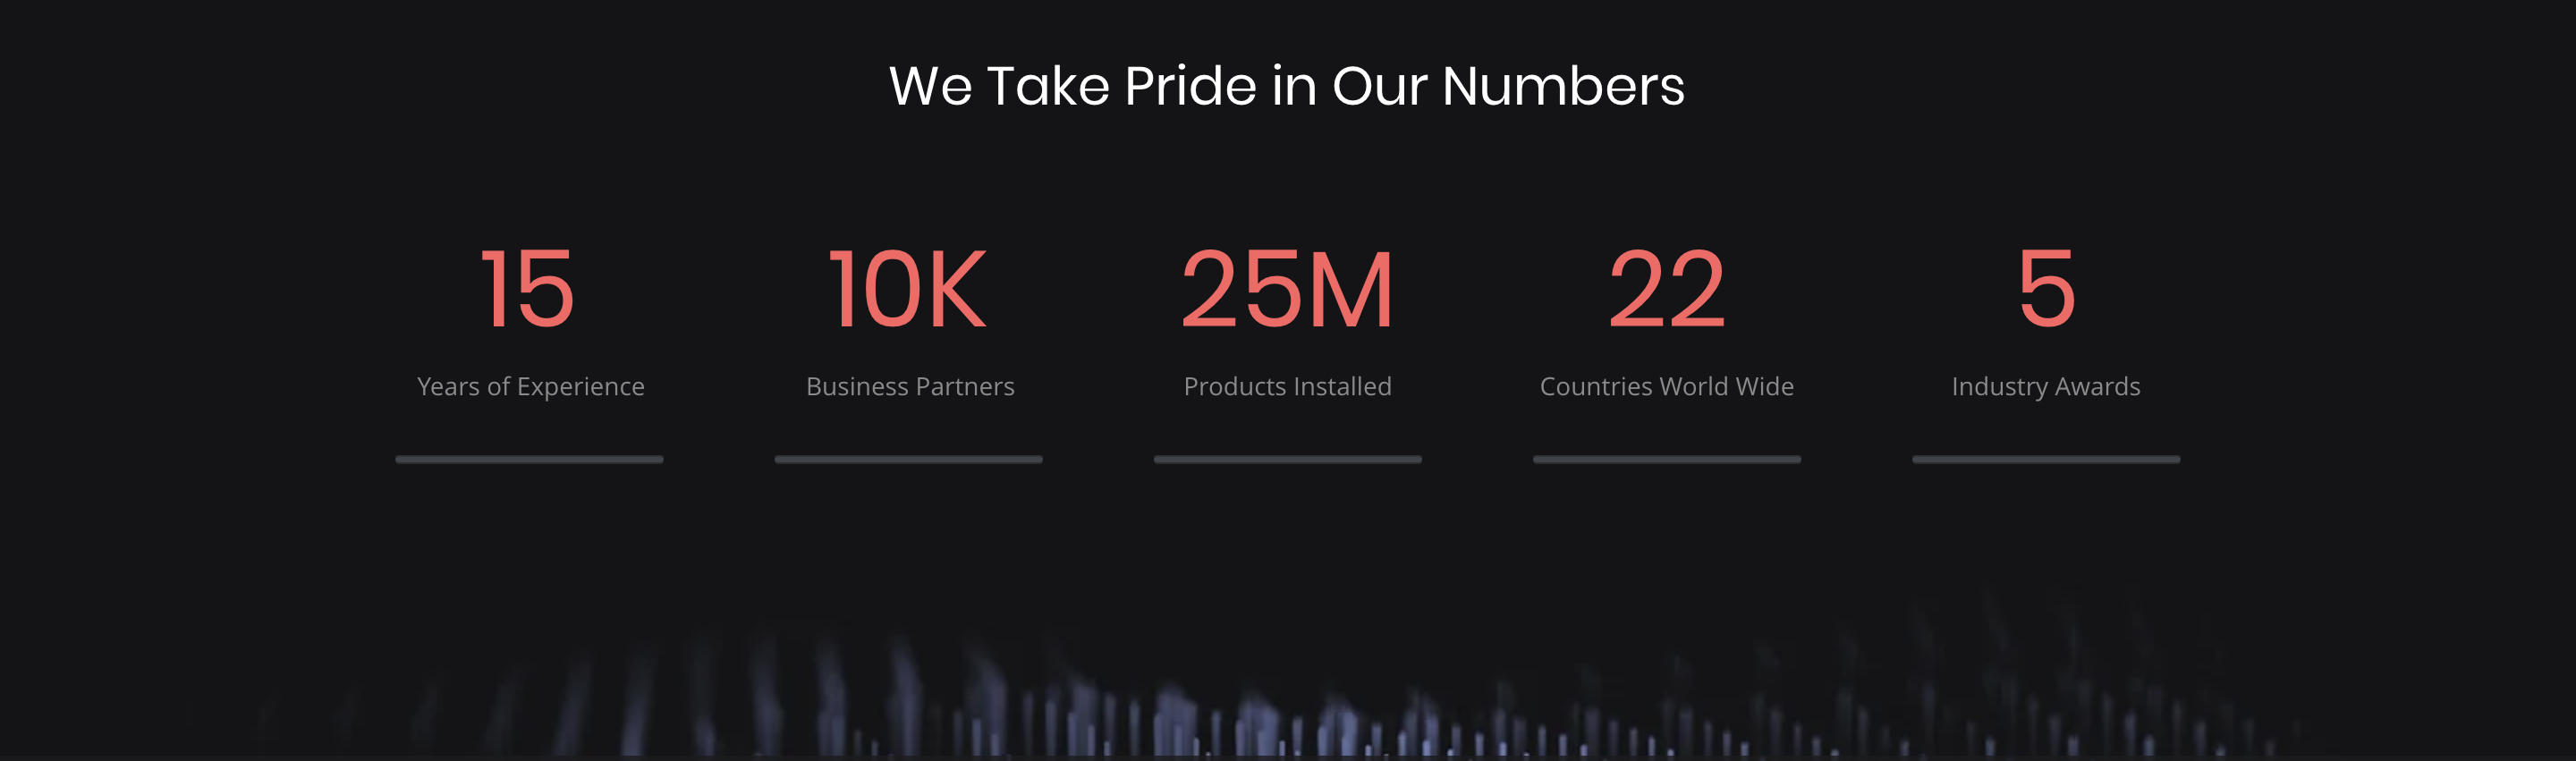 We Take Pride in Our Numbers
15
10K
25M
22
5
Years of Experience
Business Partners
Products Installed
Countries World Wide
Industry Awards